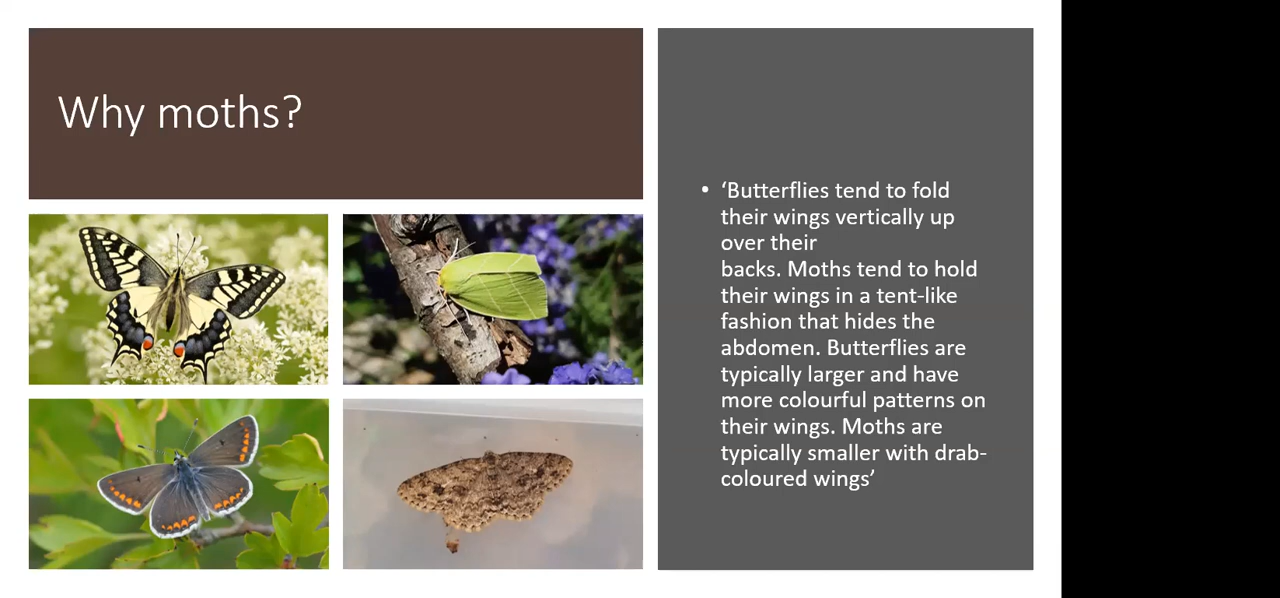 Why moths?
• ‘Butterflies tend to fold
their wings vertically up
over their
backs. Moths tend to hold
their wings in a tent-like
fashion that hides the
abdomen. Butterflies are
typically larger and have
more colourful patterns on
their wings. Moths are
typically smaller with drab-
coloured wings’